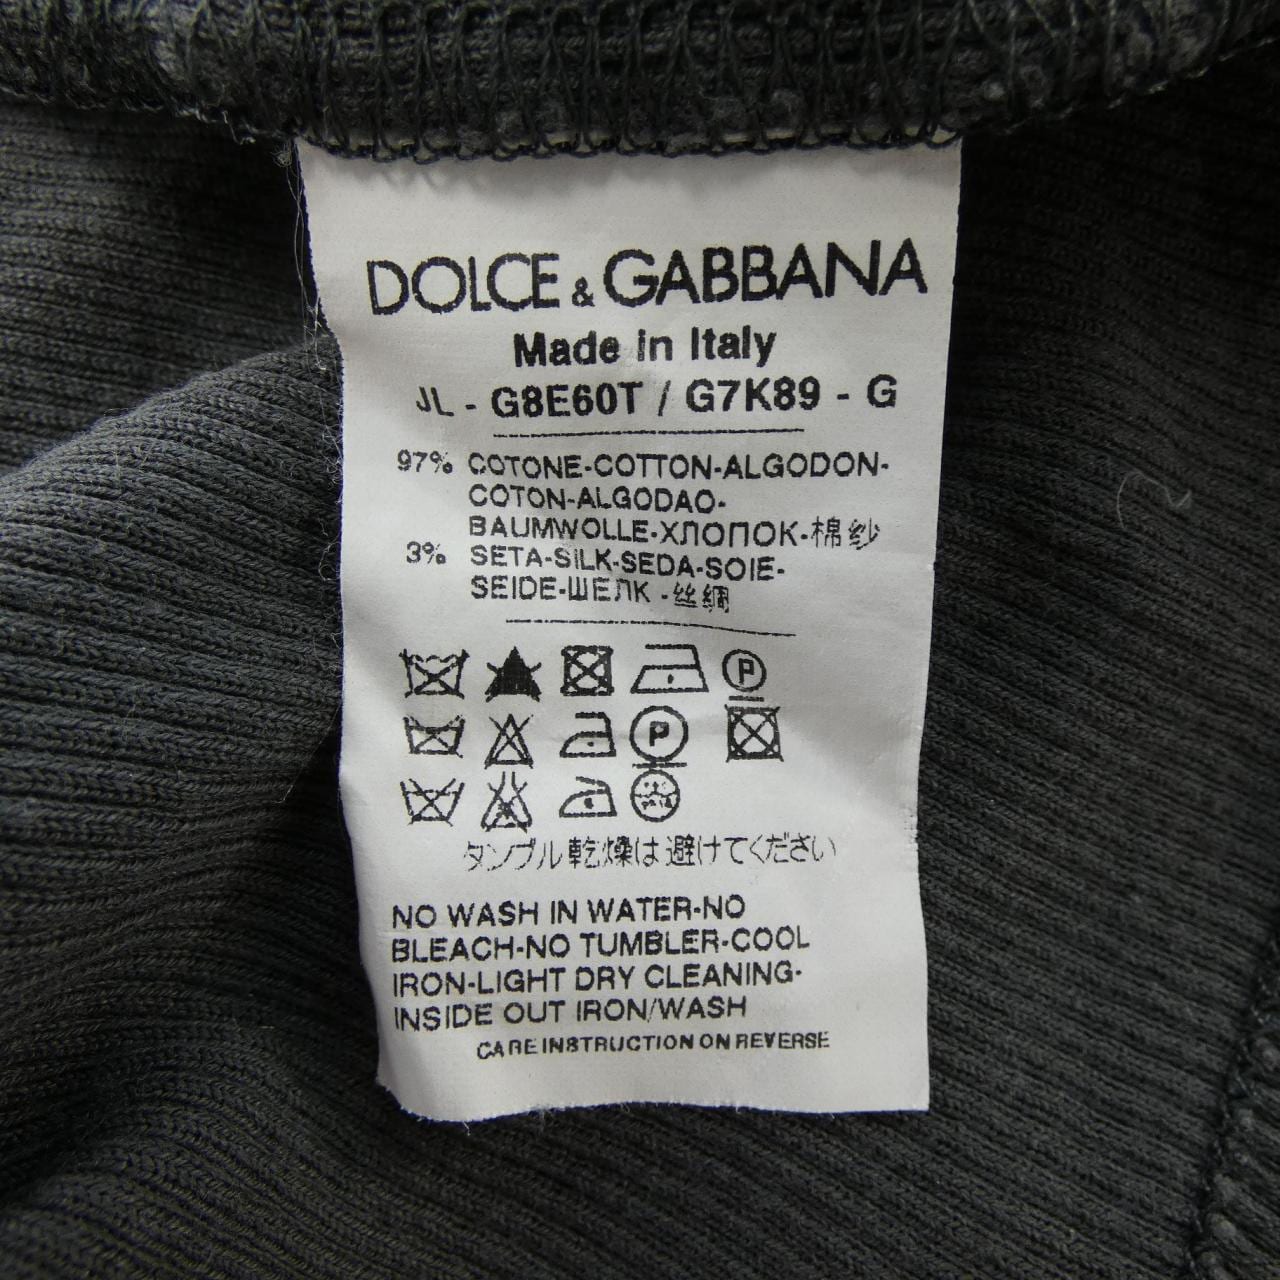 DOLCE & GABBANA
Made in Italy
JL - G8E60T / G7K89 - G
97% COTONE-COTTON-ALGODON-
COTON-ALGODAO-
BAUMWOLLE-ХЛОПОК-棉纱
3% SETA-SILK-SEDA-SOIE-
SEIDE-ШЕЛК-丝绸
P
P
タンブル乾燥は避けてください
NO WASH IN WATER-NO
BLEACH-NO TUMBLER-COOL
IRON-LIGHT DRY CLEANING-
INSIDE OUT IRON/WASH
CARE INSTRUCTION ON REVERSE